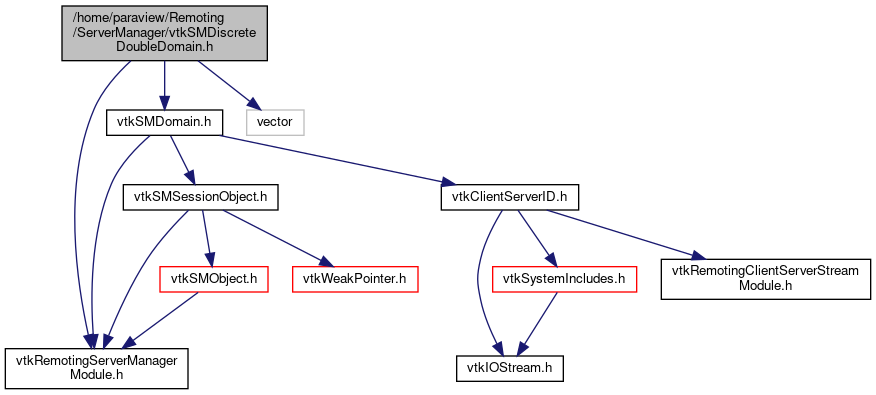 /home/paraview/Remoting
/ServerManager/vtkSMDiscrete
DoubleDomain.h
vtkSMDomain.h
vector
vtkSMSessionObject.h
vtkClientServerID.h
vtkSMObject.h
vtkWeakPointer.h
vtkSystemIncludes.h
vtkRemotingClientServerStream
Module.h
vtkRemotingServerManager
Module.h
vtkIOStream.h